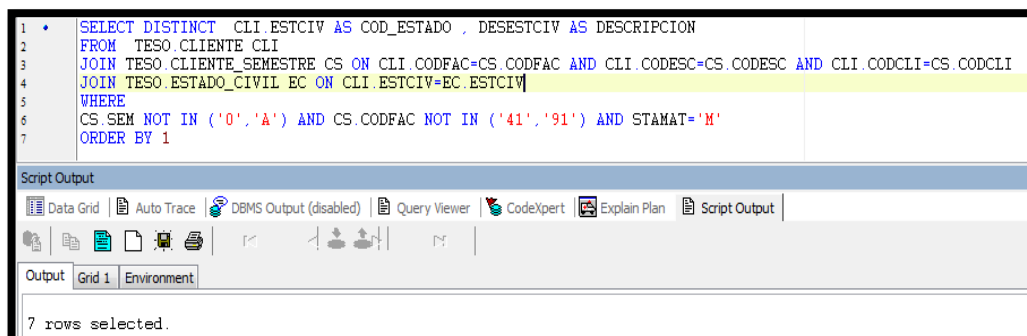 1 SELECT DISTINCT CLI.ESTCIV AS COD_ESTADO , DESESTCIV AS DESCRIPCION
2 FROM TESO.CLIENTE CLI
3 JOIN TESO.CLIENTE_SEMESTRE CS ON CLI.CODFAC=CS.CODFAC AND CLI.CODESC=CS.CODESC AND CLI.CODCLI=CS.CODCLI
4 JOIN TESO.ESTADO_CIVIL EC ON CLI.ESTCIV=EC.ESTCIV
5 WHERE
6 CS.SEM NOT IN ('0','A') AND CS.CODFAC NOT IN ('41','91') AND STAMAT='M'
7 ORDER BY 1
Script Output
Data Grid Auto Trace DBMS Output (disabled) Query Viewer CodeXpert Explain Plan Script Output
Output Grid 1 Environment
7 rows selected.